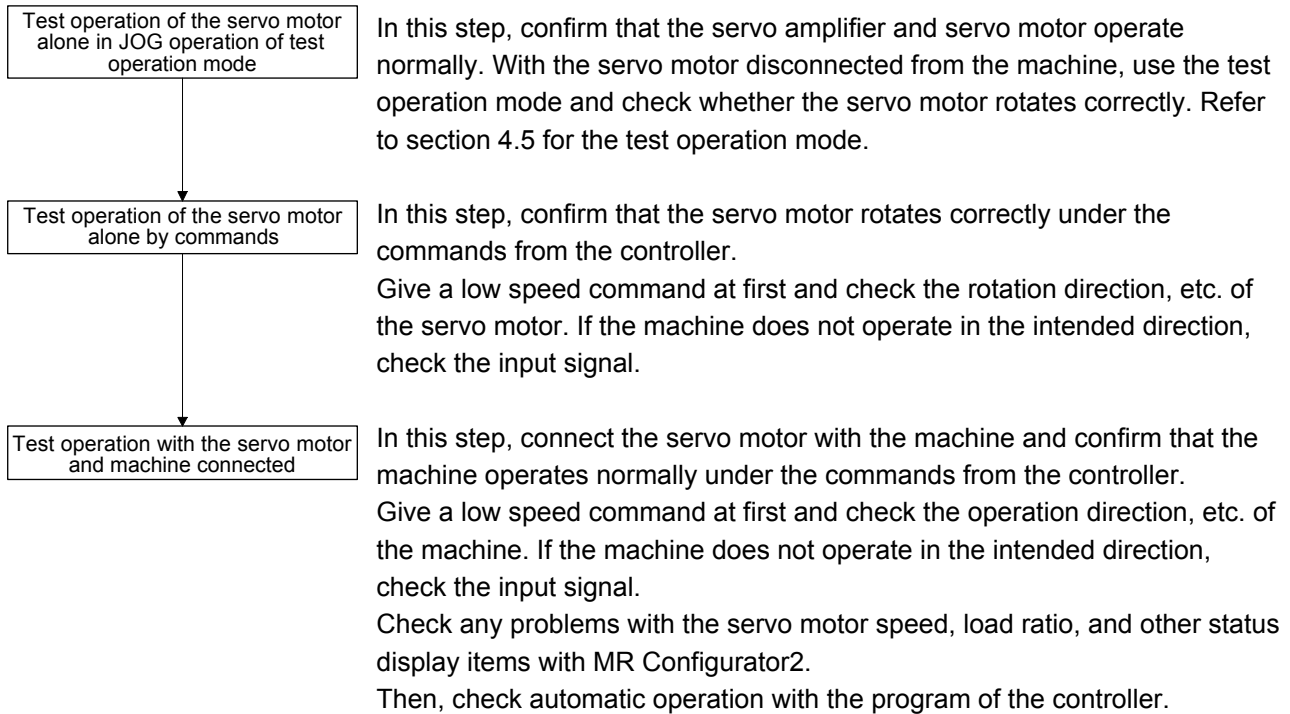 Test operation of the servo motor
alone in JOG operation of test
operation mode
In this step, confirm that the servo amplifier and servo motor operate
normally. With the servo motor disconnected from the machine, use the test
operation mode and check whether the servo motor rotates correctly. Refer
to section 4.5 for the test operation mode.
Test operation of the servo motor
alone by commands
In this step, confirm that the servo motor rotates correctly under the
commands from the controller.
Give a low speed command at first and check the rotation direction, etc. of
the servo motor. If the machine does not operate in the intended direction,
check the input signal.
Test operation with the servo motor
and machine connected
In this step, connect the servo motor with the machine and confirm that the
machine operates normally under the commands from the controller.
Give a low speed command at first and check the operation direction, etc. of
the machine. If the machine does not operate in the intended direction,
check the input signal.
Check any problems with the servo motor speed, load ratio, and other status
display items with MR Configurator2.
Then, check automatic operation with the program of the controller.